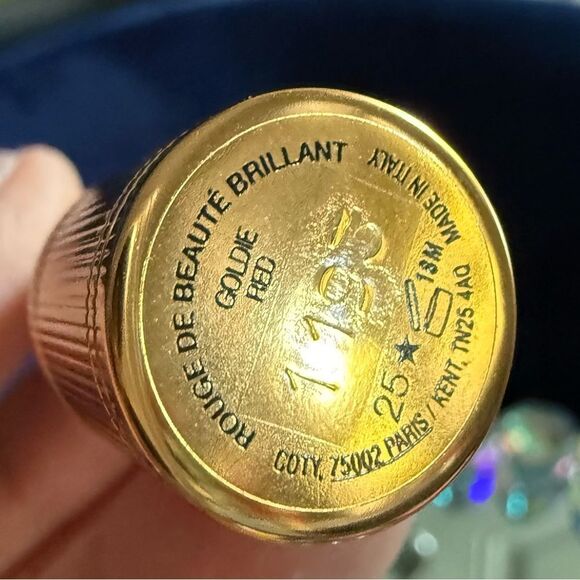 ROUGE DE BEAUTÉ BRILLANT
GOLDIE
RED
25★
18M
MADE IN ITALY
COTY, 75002 PARIS / KENT, TN25 4AQ